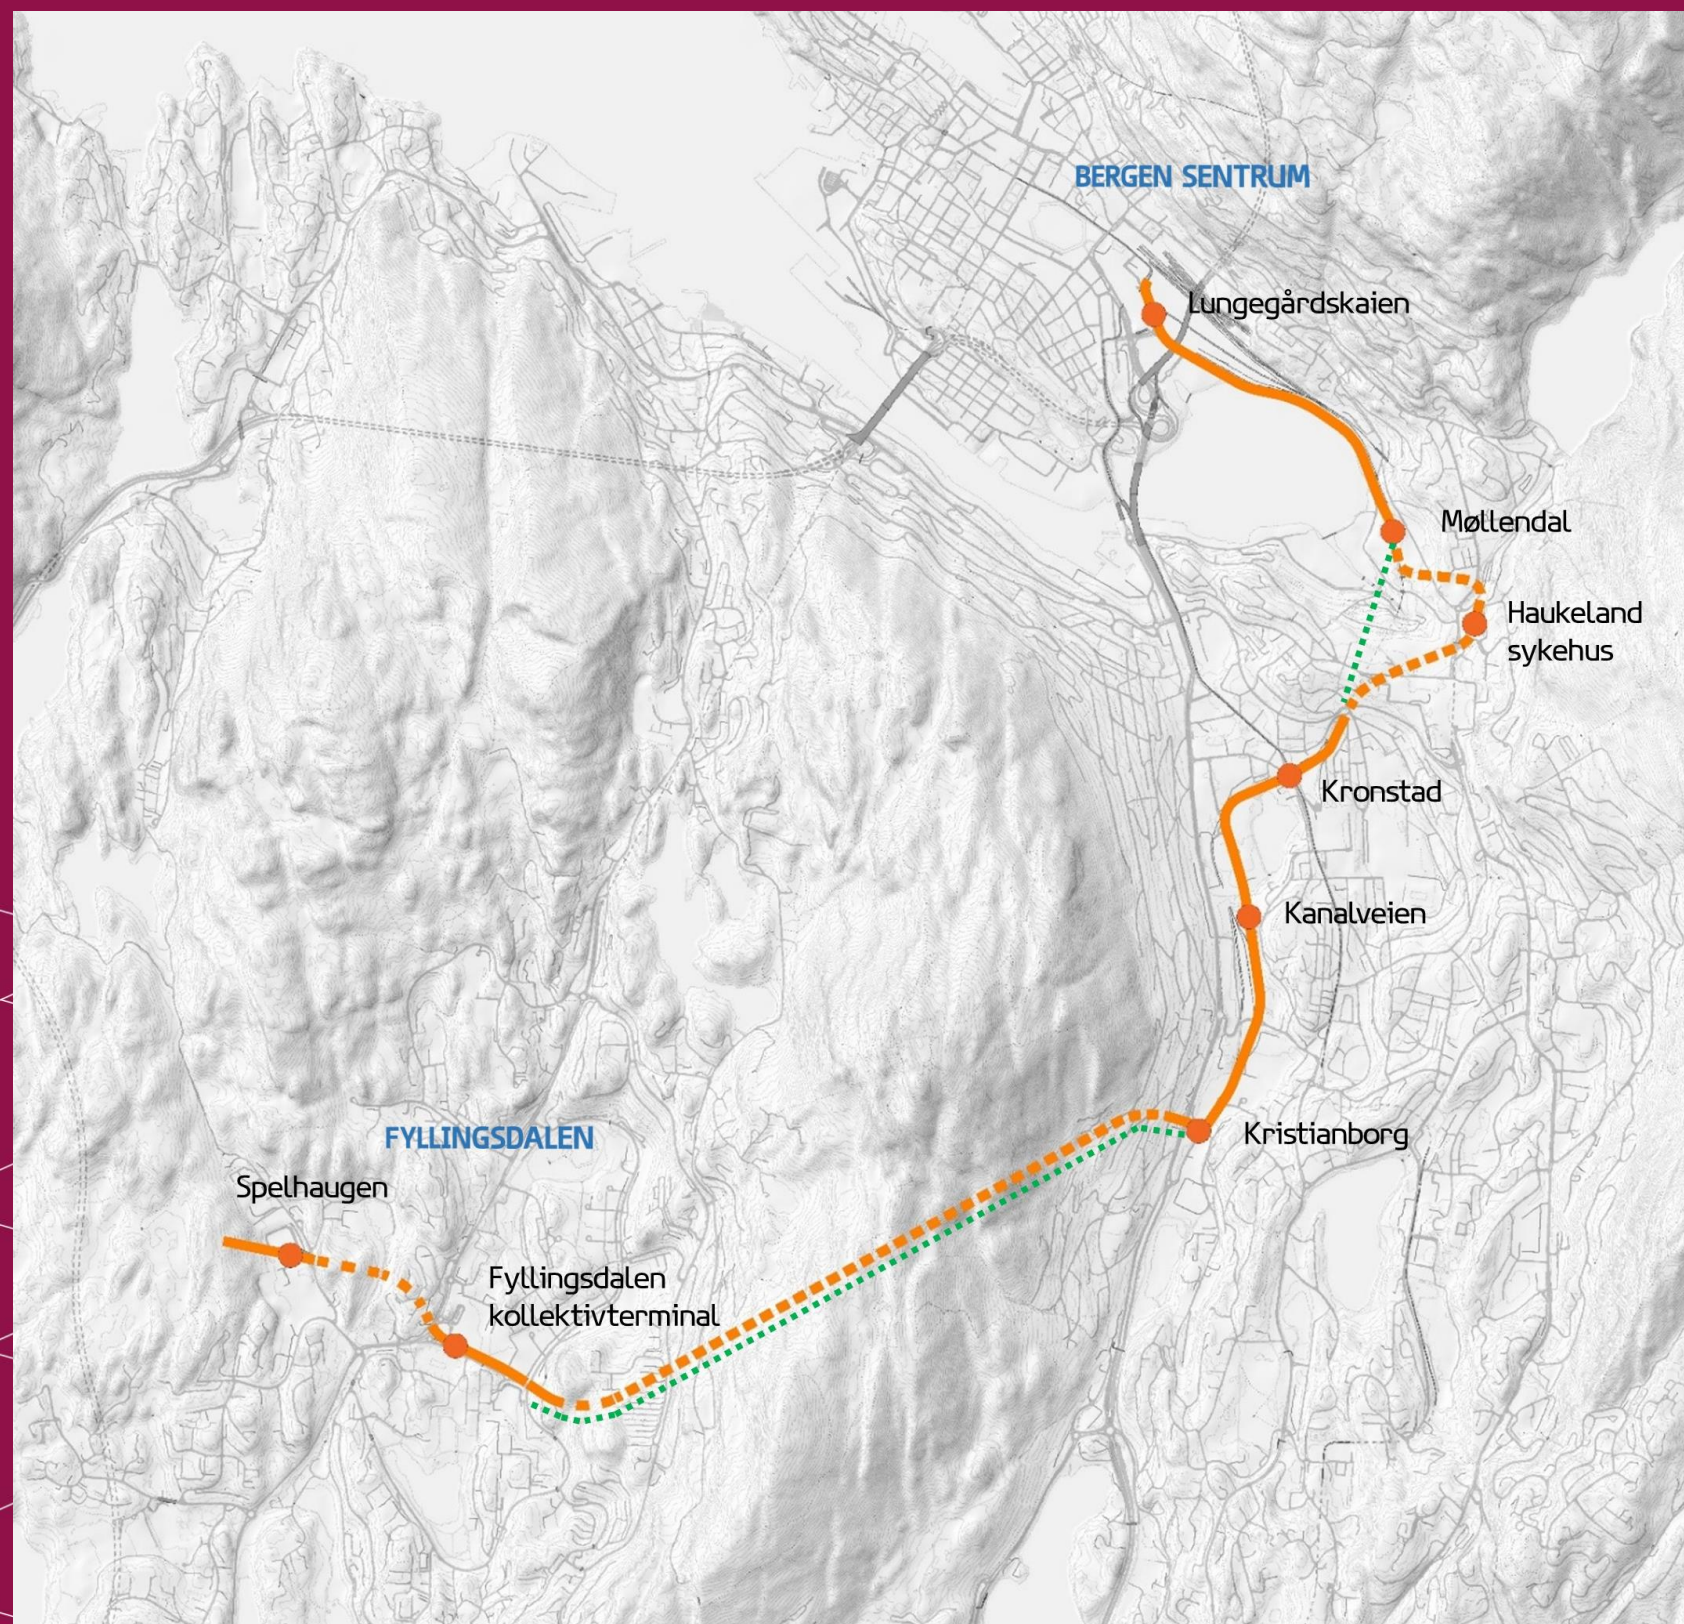 BERGEN SENTRUM
Lungegårdskaien
Møllendal
Haukeland
sykehus
Kronstad
Kanalveien
Kristianborg
FYLLINGSDALEN
Spelhaugen
Fyllingsdalen
kollektivterminal